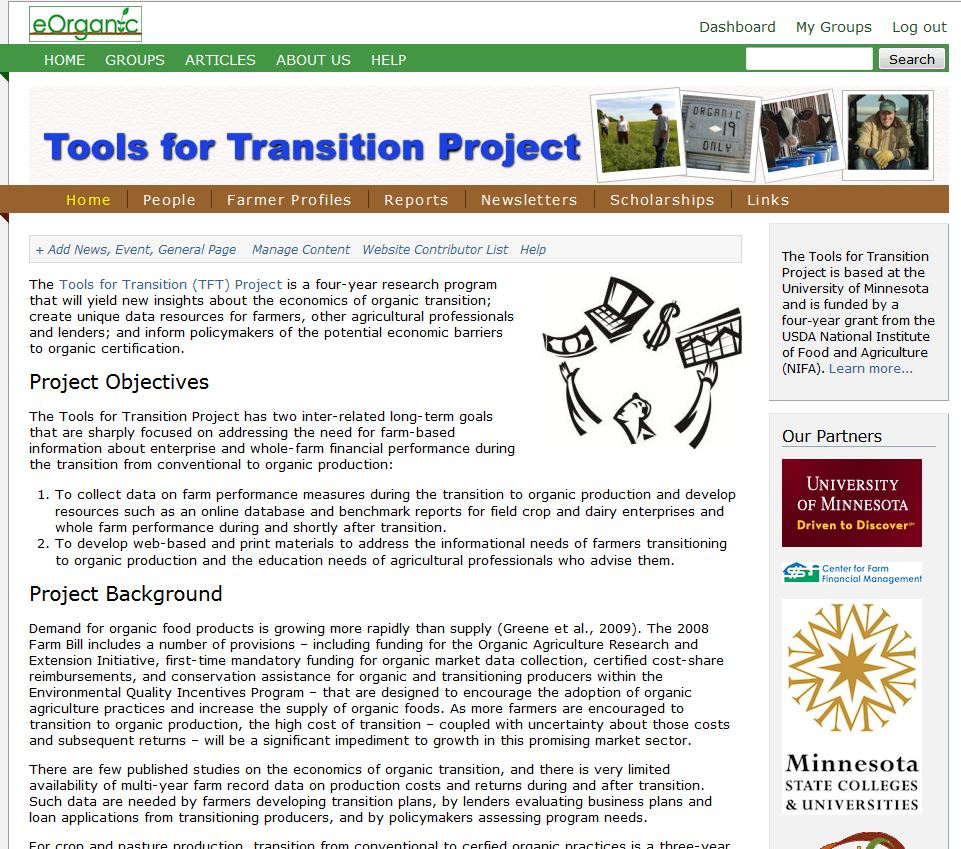 eOrganic
Dashboard My Groups Log out
HOME GROUPS ARTICLES ABOUT US HELP Search
Tools for Transition Project
ORGANIC
19
ONLY
Home People Farmer Profiles Reports Newsletters Scholarships Links
+ Add News, Event, General Page Manage Content Website Contributor List Help
The Tools for Transition (TFT) Project is a four-year research program
that will yield new insights about the economics of organic transition;
create unique data resources for farmers, other agricultural professionals
and lenders; and inform policymakers of the potential economic barriers
to organic certification.
$
Project Objectives
The Tools for Transition Project has two inter-related long-term goals
that are sharply focused on addressing the need for farm-based
information about enterprise and whole-farm financial performance during
the transition from conventional to organic production:
1. To collect data on farm performance measures during the transition to organic production and develop
resources such as an online database and benchmark reports for field crop and dairy enterprises and
whole farm performance during and shortly after transition.
2. To develop web-based and print materials to address the informational needs of farmers transitioning
to organic production and the education needs of agricultural professionals who advise them.
Project Background
Demand for organic food products is growing more rapidly than supply (Greene et al., 2009). The 2008
Farm Bill includes a number of provisions – including funding for the Organic Agriculture Research and
Extension Initiative, first-time mandatory funding for organic market data collection, certified cost-share
reimbursements, and conservation assistance for organic and transitioning producers within the
Environmental Quality Incentives Program – that are designed to encourage the adoption of organic
agriculture practices and increase the supply of organic foods. As more farmers are encouraged to
transition to organic production, the high cost of transition – coupled with uncertainty about those costs
and subsequent returns – will be a significant impediment to growth in this promising market sector.
There are few published studies on the economics of organic transition, and there is very limited
availability of multi-year farm record data on production costs and returns during and after transition.
Such data are needed by farmers developing transition plans, by lenders evaluating business plans and
loan applications from transitioning producers, and by policymakers assessing program needs.
For crop and pasture production, transition from conventional to cerfied organic practices is a three-year
The Tools for Transition
Project is based at the
University of Minnesota
and is funded by a
four-year grant from the
USDA National Institute
of Food and Agriculture
(NIFA). Learn more...
Our Partners
UNIVERSITY
OF MINNESOTA
Driven to Discover
Center for Farm
Financial Management
Minnesota
STATE COLLEGES
& UNIVERSITIES